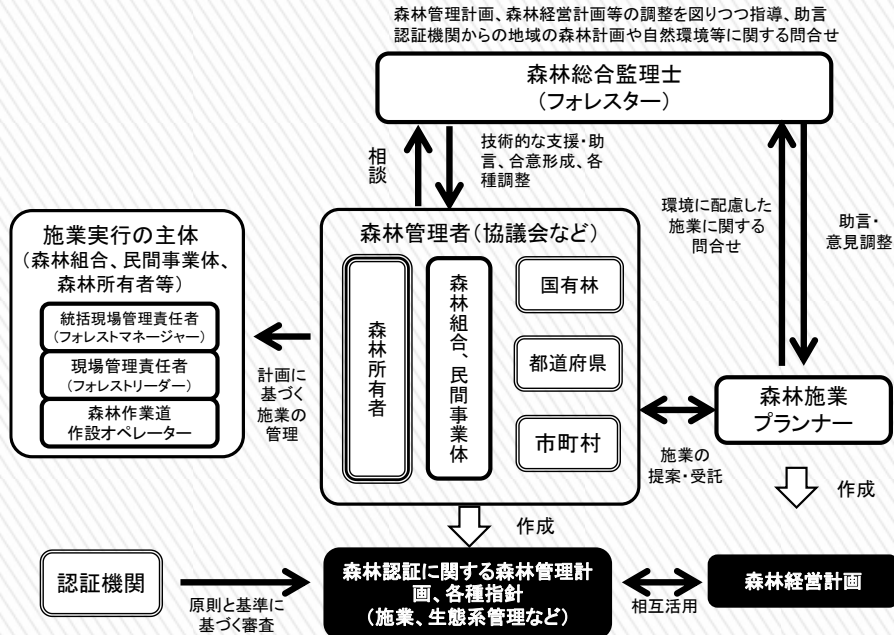 森林管理計画、森林経営計画等の調整を図りつつ指導、助言
認証機関からの地域の森林計画や自然環境等に関する問合せ
森林総合監理士
(フォレスター)
相談
技術的な支援・助
言、合意形成、各
種調整
環境に配慮した
施業に関する
問合せ
助言・
意見調整
施業実行の主体
(森林組合、民間事業体、
森林所有者等)
統括現場管理責任者
(フォレストマネージャー)
現場管理責任者
(フォレストリーダー)
森林作業道
作設オペレーター
計画に
基づく
施業の
管理
森林管理者(協議会など)
森林所有者
森林組合、民間事業体
国有林
都道府県
市町村
施業の
提案・受託
森林施業
プランナー
作成
作成
認証機関
原則と基準に
基づく審査
森林認証に関する森林管理計
画、各種指針
(施業、生態系管理など)
相互活用
森林経営計画